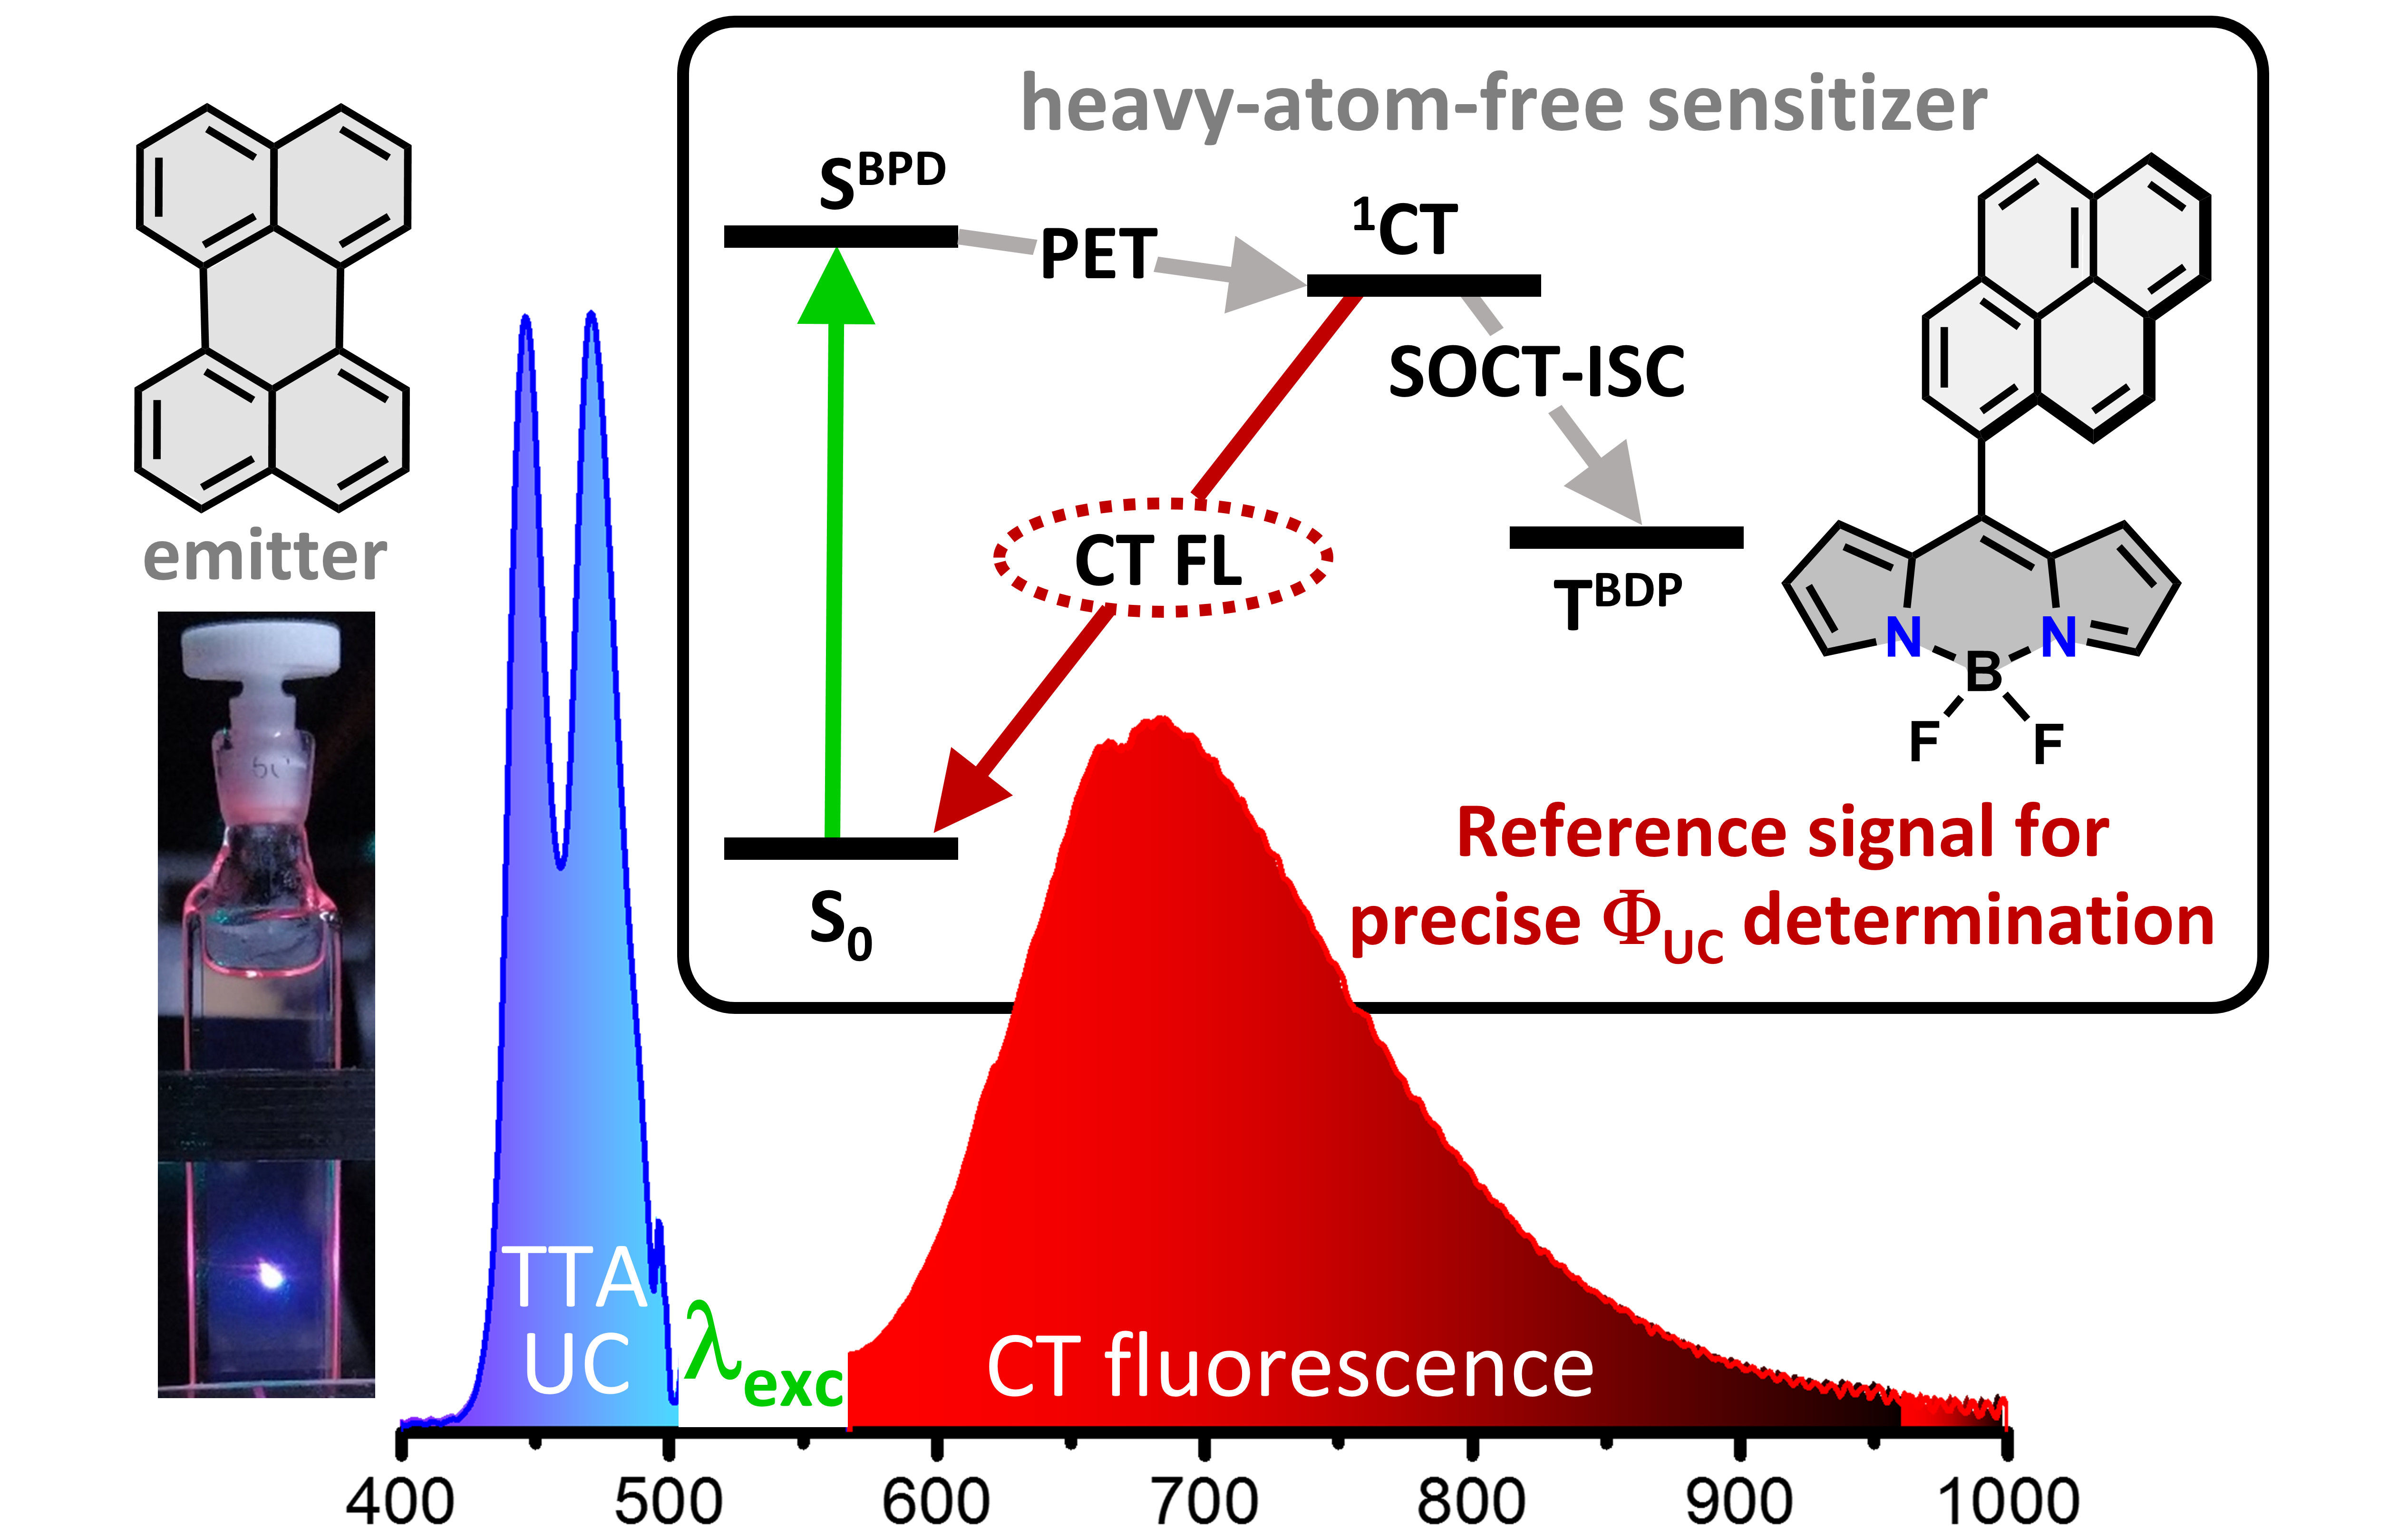 heavy-atom-free sensitizer
S^BPD
PET
¹CT
SOCT-ISC
CT FL
T^BDP
S₀
N
N
B
F
F
emitter
Reference signal for
precise Φ_UC determination
TTA
UC
λ_exc
CT fluorescence
400 500 600 700 800 900 1000